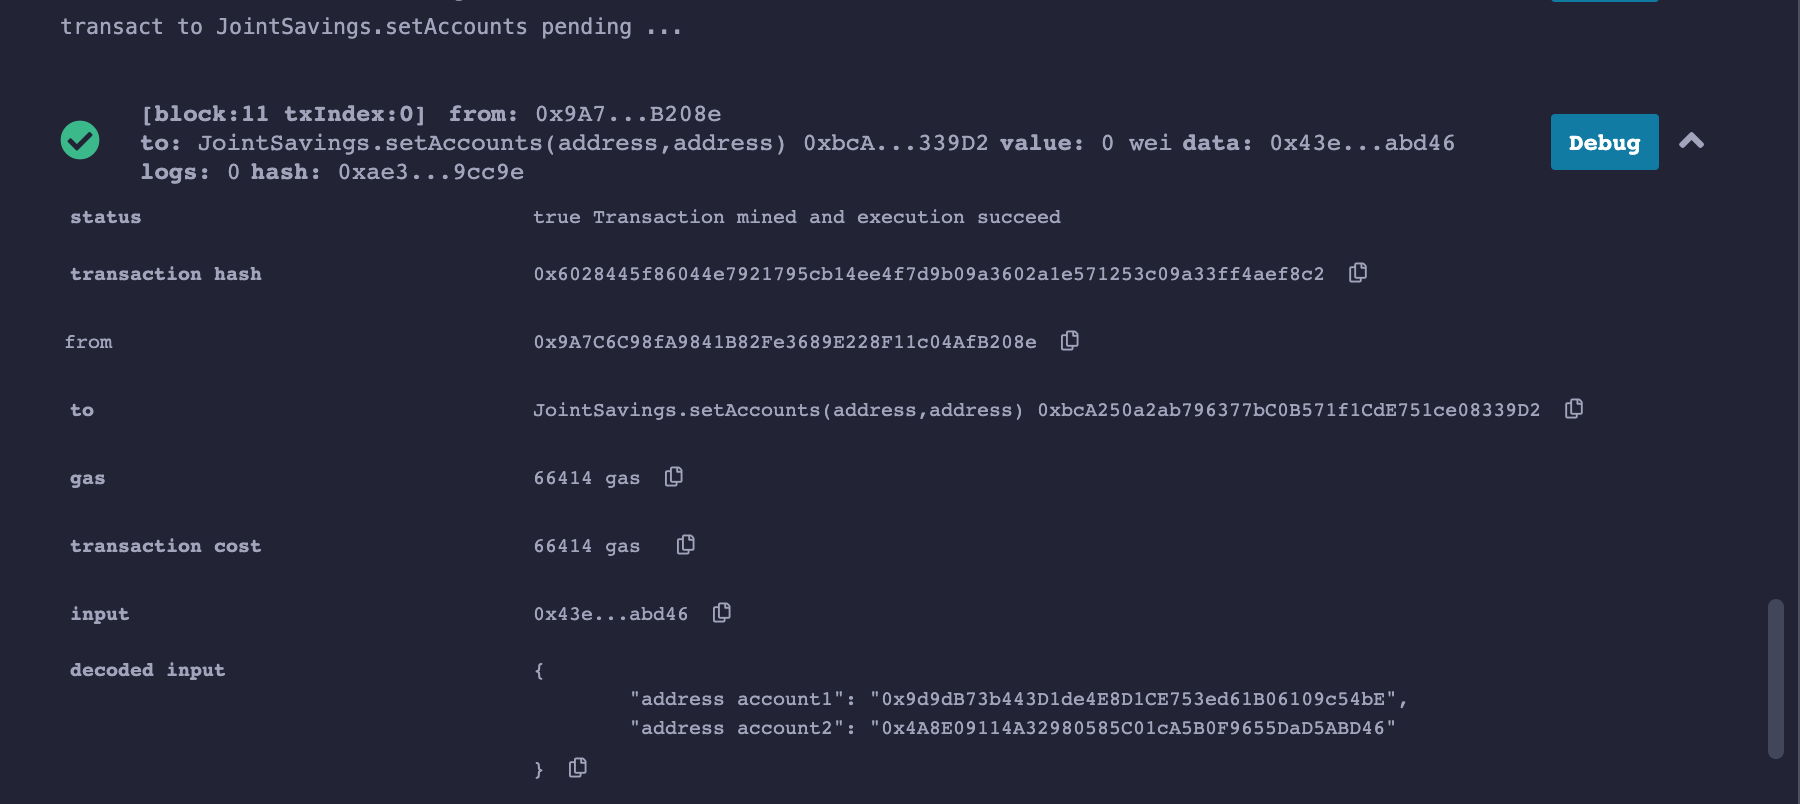 transact to JointSavings.setAccounts pending ...
[block:11 txIndex:0] from: 0x9A7...B208e
to: JointSavings.setAccounts(address,address) 0xbcA...339D2 value: 0 wei data: 0x43e...abd46
logs: 0 hash: 0xae3...9cc9e
Debug
status true Transaction mined and execution succeed
transaction hash 0x6028445f86044e7921795cb14ee4f7d9b09a3602a1e571253c09a33ff4aef8c2
from 0x9A7C6C98fA9841B82Fe3689E228F11c04AfB208e
to JointSavings.setAccounts(address,address) 0xbcA250a2ab796377bC0B571f1CdE751ce08339D2
gas 66414 gas
transaction cost 66414 gas
input 0x43e...abd46
decoded input {
"address account1": "0x9d9dB73b443D1de4E8D1CE753ed61B06109c54bE",
"address account2": "0x4A8E09114A32980585C01cA5B0F9655DaD5ABD46"
}